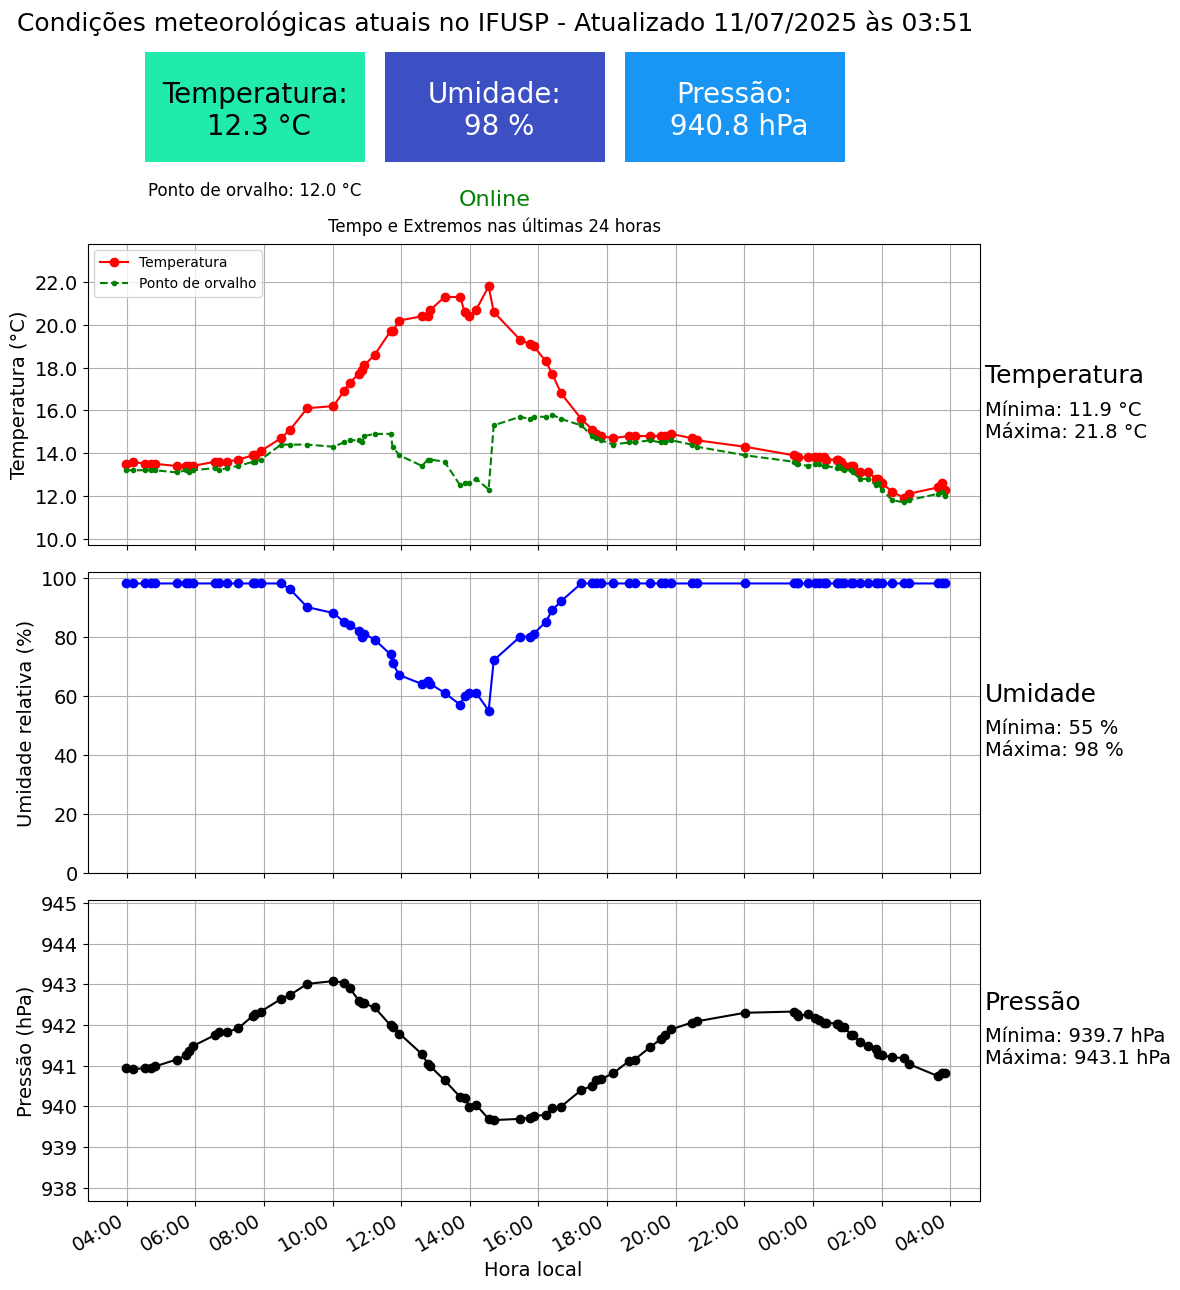 Condições meteorológicas atuais no IFUSP - Atualizado 11/07/2025 às 03:51
Temperatura:
12.3 °C
Umidade:
98 %
Pressão:
940.8 hPa
Ponto de orvalho: 12.0 °C
Online
Tempo e Extremos nas últimas 24 horas
Temperatura
Ponto de orvalho
Temperatura (°C)
22.0
20.0
18.0
16.0
14.0
12.0
10.0
Temperatura
Mínima: 11.9 °C
Máxima: 21.8 °C
Umidade relativa (%)
100
80
60
40
20
0
Umidade
Mínima: 55 %
Máxima: 98 %
Pressão (hPa)
945
944
943
942
941
940
939
938
Pressão
Mínima: 939.7 hPa
Máxima: 943.1 hPa
04:00
06:00
08:00
10:00
12:00
14:00
16:00
18:00
20:00
22:00
00:00
02:00
04:00
Hora local